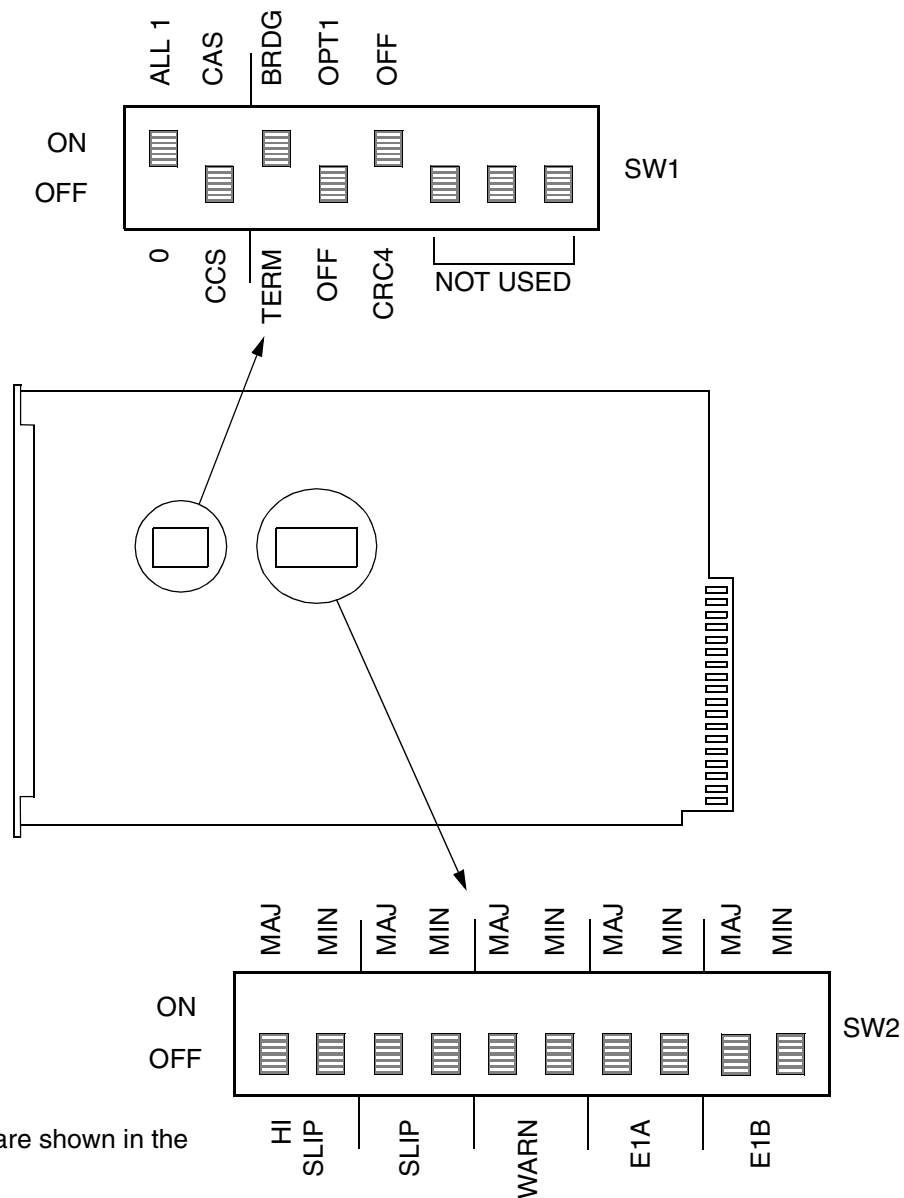 ALL 1
CAS
BRDG
OPT1
OFF
ON
OFF
SW1
0
CCS
TERM
OFF
CRC4
NOT USED
MAJ
MIN
MAJ
MIN
MAJ
MIN
MAJ
MIN
MAJ
MIN
ON
OFF
SW2
HI
SLIP
SLIP
WARN
E1A
E1B
are shown in the